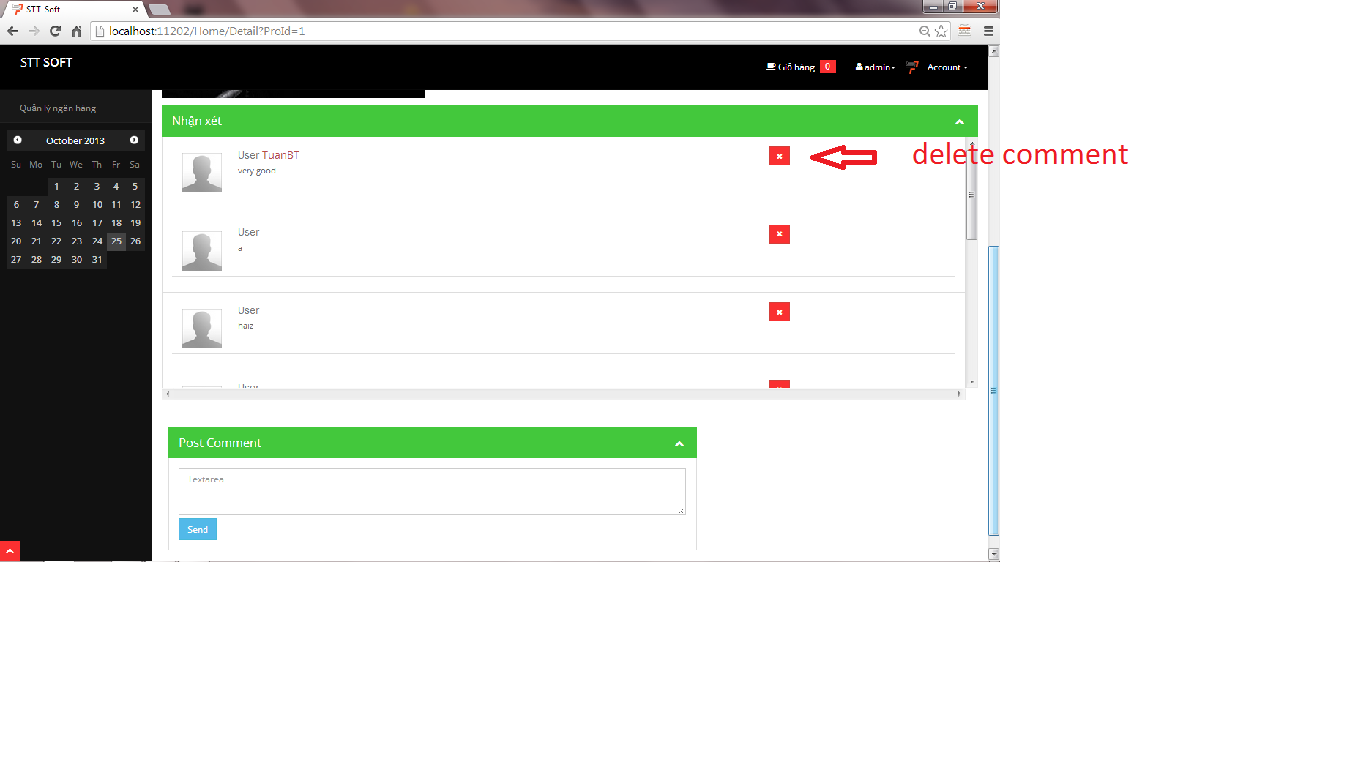 STT Soft
localhost:11202/Home/Detail?ProId=1
STT SOFT
Giỏ hàng 0 admin Account
Quản lý ngân hàng
October 2013
Su Mo Tu We Th Fr Sa
1 2 3 4 5
6 7 8 9 10 11 12
13 14 15 16 17 18 19
20 21 22 23 24 25 26
27 28 29 30 31
Nhận xét
User TuanBT
very good
delete comment
User
a
User
haiz
User
Post Comment
Textarea
Send